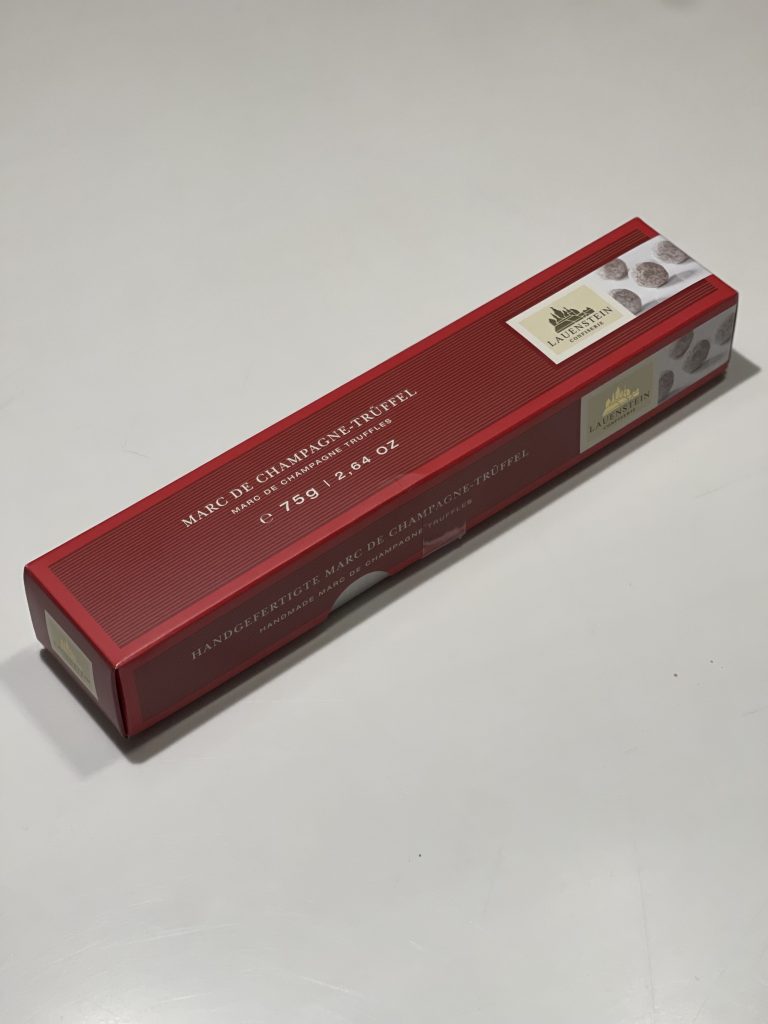 MARC DE CHAMPAGNE-TRÜFFEL
MARC DE CHAMPAGNE TRUFFLES
℮ 75g | 2,64 OZ
LAUENSTEIN
CONFISERIE
HANDGEFERTIGTE MARC DE CHAMPAGNE-TRÜFFEL
HANDMADE MARC DE CHAMPAGNE TRUFFLES
LAUENSTEIN
CONFISERIE
LAUENSTEIN